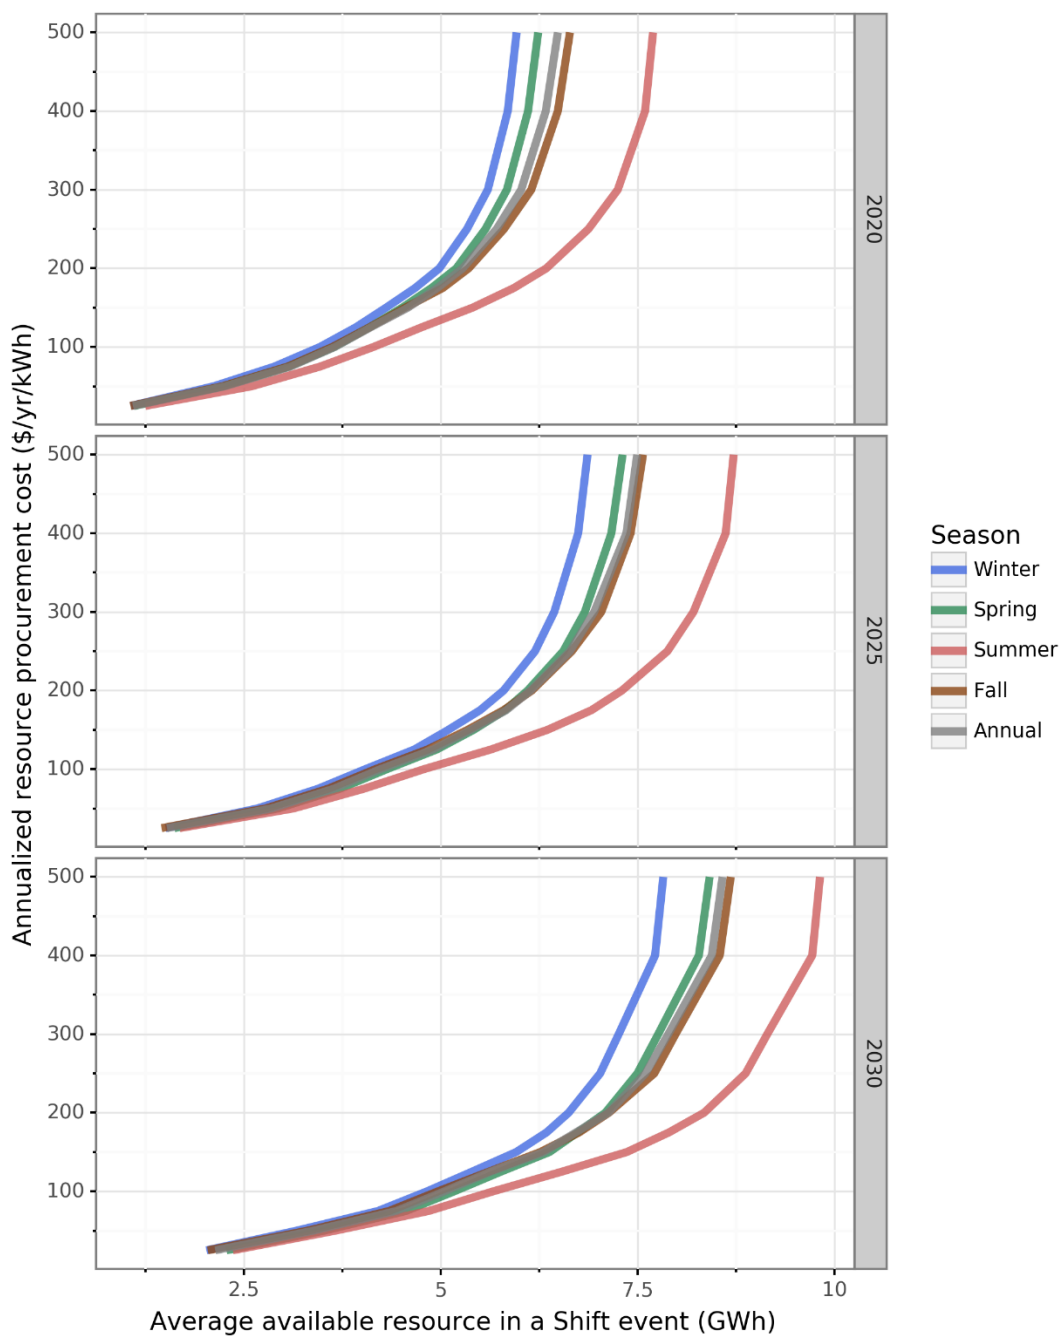 500
400
300
200
100
2020
500
400
300
200
100
2025
500
400
300
200
100
2030
2.5
5
7.5
10
Average available resource in a Shift event (GWh)
Annualized resource procurement cost ($/yr/kWh)
Season
Winter
Spring
Summer
Fall
Annual